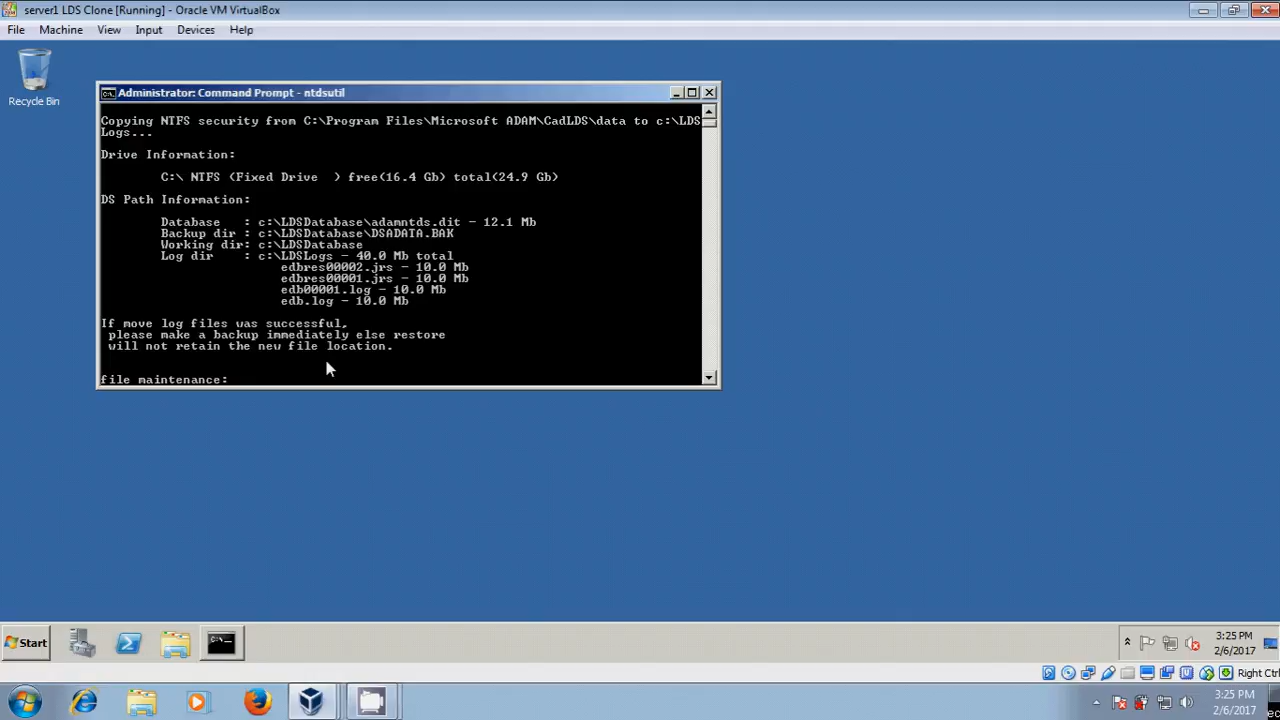 server1 LDS Clone [Running] - Oracle VM VirtualBox
File Machine View Input Devices Help
Recycle Bin
Administrator: Command Prompt - ntdsutil
Copying NTFS security from C:\Program Files\Microsoft ADAM\CadLDS\data to c:\LDS
Logs...
Drive Information:
C:\ NTFS (Fixed Drive ) free(16.4 Gb) total(24.9 Gb)
DS Path Information:
Database : c:\LDSDatabase\adamntds.dit - 12.1 Mb
Backup dir : c:\LDSDatabase\DSADATA.BAK
Working dir: c:\LDSDatabase
Log dir : c:\LDSLogs - 40.0 Mb total
edbres00002.jrs - 10.0 Mb
edbres00001.jrs - 10.0 Mb
edb00001.log - 10.0 Mb
edb.log - 10.0 Mb
If move log files was successful,
please make a backup immediately else restore
will not retain the new file location.
file maintenance:
Start
3:25 PM
2/6/2017
Right Ctrl
3:25 PM
2/6/2017